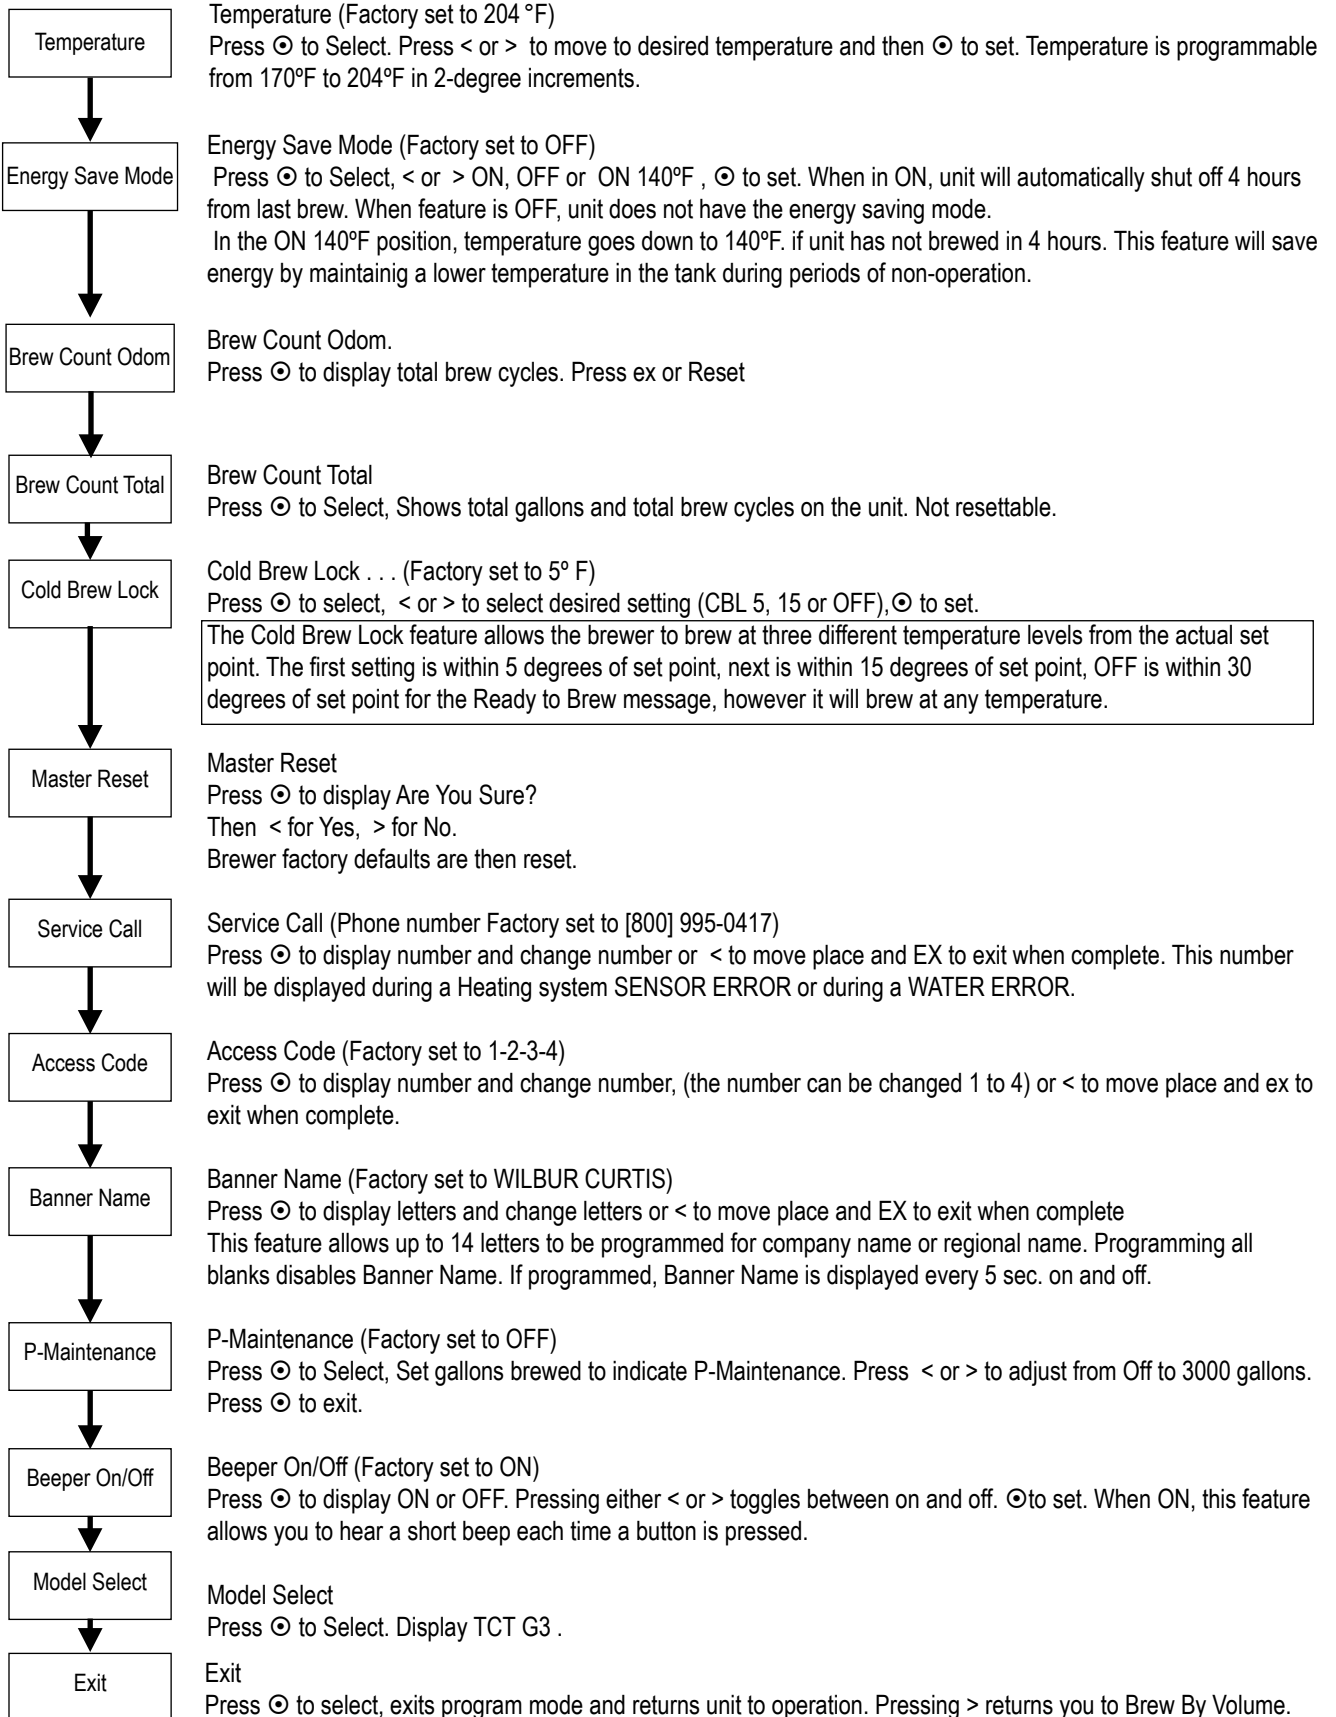 Temperature
Temperature (Factory set to 204 °F)
Press ⊙ to Select. Press < or > to move to desired temperature and then ⊙ to set. Temperature is programmable
from 170ºF to 204ºF in 2-degree increments.
Energy Save Mode
Energy Save Mode (Factory set to OFF)
Press ⊙ to Select, < or > ON, OFF or ON 140ºF , ⊙ to set. When in ON, unit will automatically shut off 4 hours
from last brew. When feature is OFF, unit does not have the energy saving mode.
In the ON 140ºF position, temperature goes down to 140ºF. if unit has not brewed in 4 hours. This feature will save
energy by maintainig a lower temperature in the tank during periods of non-operation.
Brew Count Odom
Brew Count Odom.
Press ⊙ to display total brew cycles. Press ex or Reset
Brew Count Total
Brew Count Total
Press ⊙ to Select, Shows total gallons and total brew cycles on the unit. Not resettable.
Cold Brew Lock
Cold Brew Lock . . . (Factory set to 5º F)
Press ⊙ to select, < or > to select desired setting (CBL 5, 15 or OFF),⊙ to set.
The Cold Brew Lock feature allows the brewer to brew at three different temperature levels from the actual set
point. The first setting is within 5 degrees of set point, next is within 15 degrees of set point, OFF is within 30
degrees of set point for the Ready to Brew message, however it will brew at any temperature.
Master Reset
Master Reset
Press ⊙ to display Are You Sure?
Then < for Yes, > for No.
Brewer factory defaults are then reset.
Service Call
Service Call (Phone number Factory set to [800] 995-0417)
Press ⊙ to display number and change number or < to move place and EX to exit when complete. This number
will be displayed during a Heating system SENSOR ERROR or during a WATER ERROR.
Access Code
Access Code (Factory set to 1-2-3-4)
Press ⊙ to display number and change number, (the number can be changed 1 to 4) or < to move place and ex to
exit when complete.
Banner Name
Banner Name (Factory set to WILBUR CURTIS)
Press ⊙ to display letters and change letters or < to move place and EX to exit when complete
This feature allows up to 14 letters to be programmed for company name or regional name. Programming all
blanks disables Banner Name. If programmed, Banner Name is displayed every 5 sec. on and off.
P-Maintenance
P-Maintenance (Factory set to OFF)
Press ⊙ to Select, Set gallons brewed to indicate P-Maintenance. Press < or > to adjust from Off to 3000 gallons.
Press ⊙ to exit.
Beeper On/Off
Beeper On/Off (Factory set to ON)
Press ⊙ to display ON or OFF. Pressing either < or > toggles between on and off. ⊙to set. When ON, this feature
allows you to hear a short beep each time a button is pressed.
Model Select
Model Select
Press ⊙ to Select. Display TCT G3 .
Exit
Exit
Press ⊙ to select, exits program mode and returns unit to operation. Pressing > returns you to Brew By Volume.